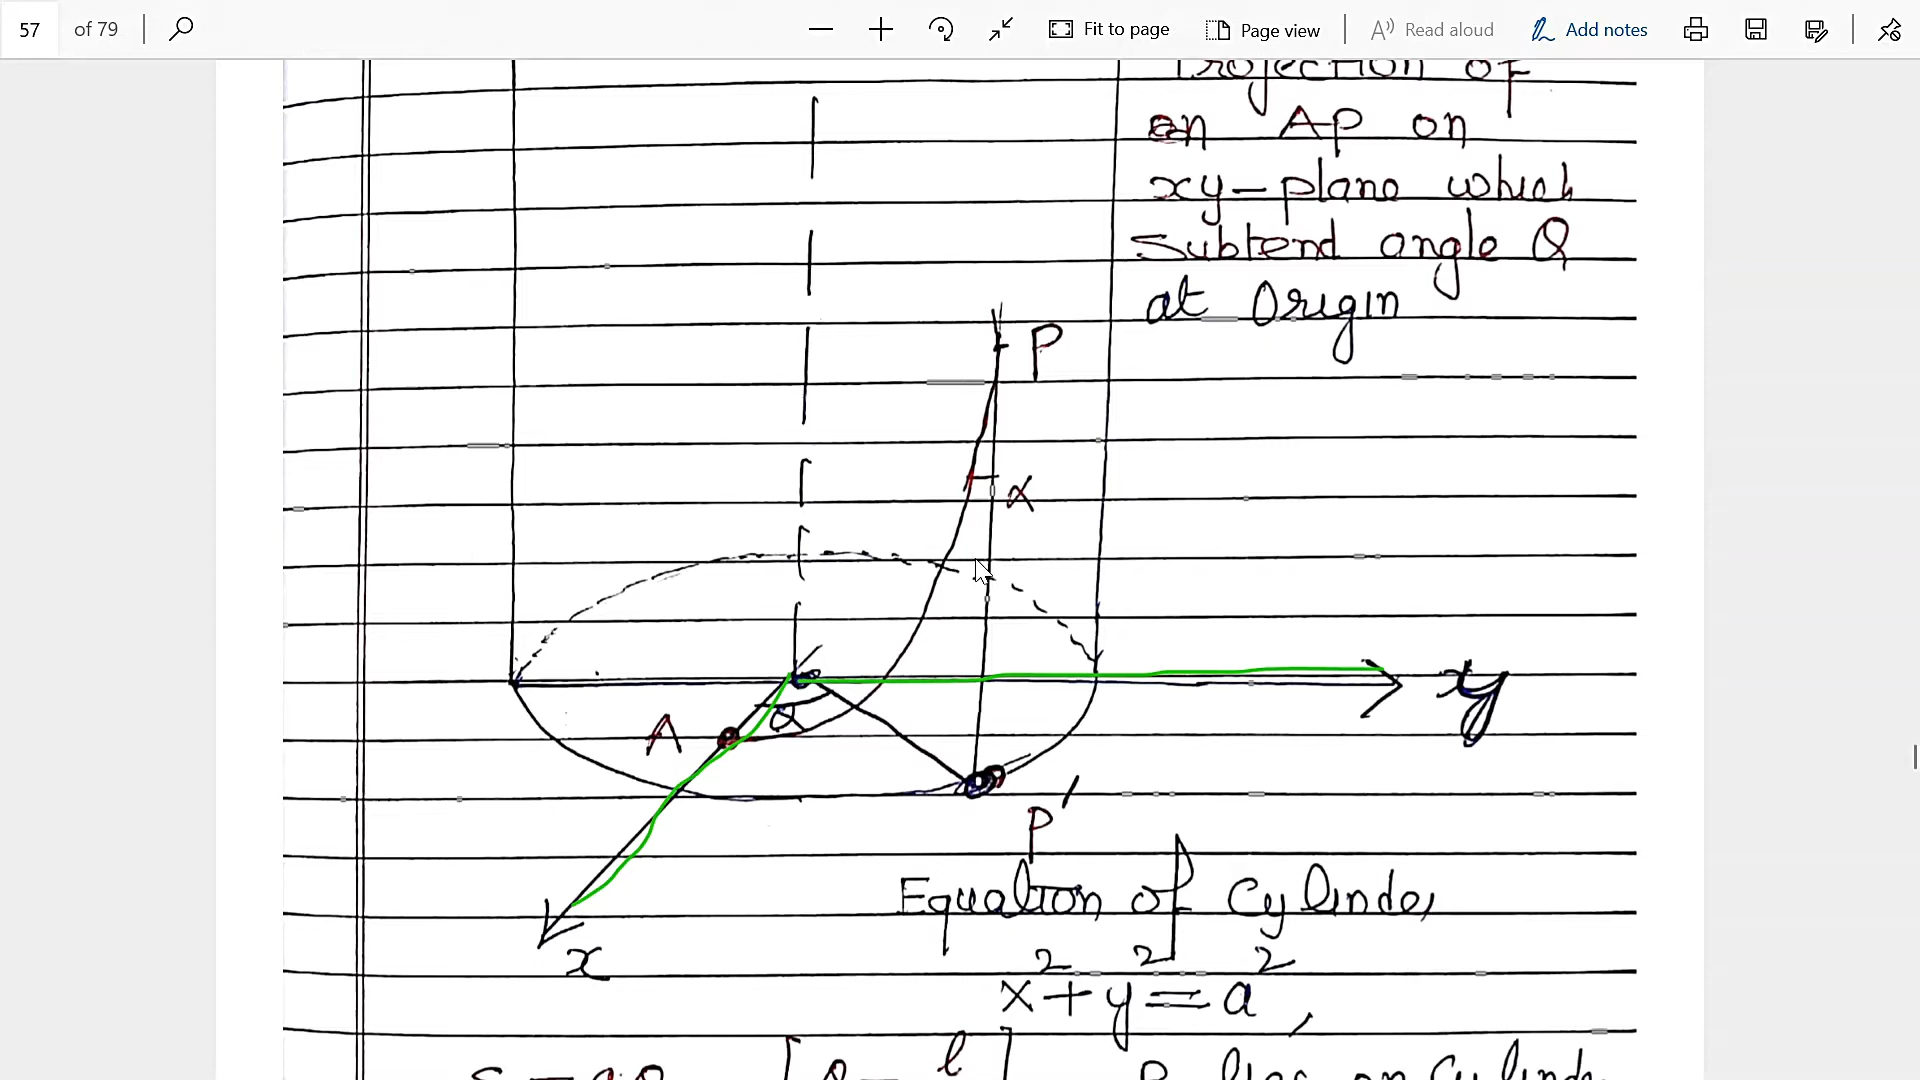 57 of 79 Fit to page Page view Read aloud Add notes
Projection of
an AP on
xy-plane which
Subtend angle θ
at Origin
P
α
y
A
θ
P'
x
Equation of Cylinder
x²+y²=a²,